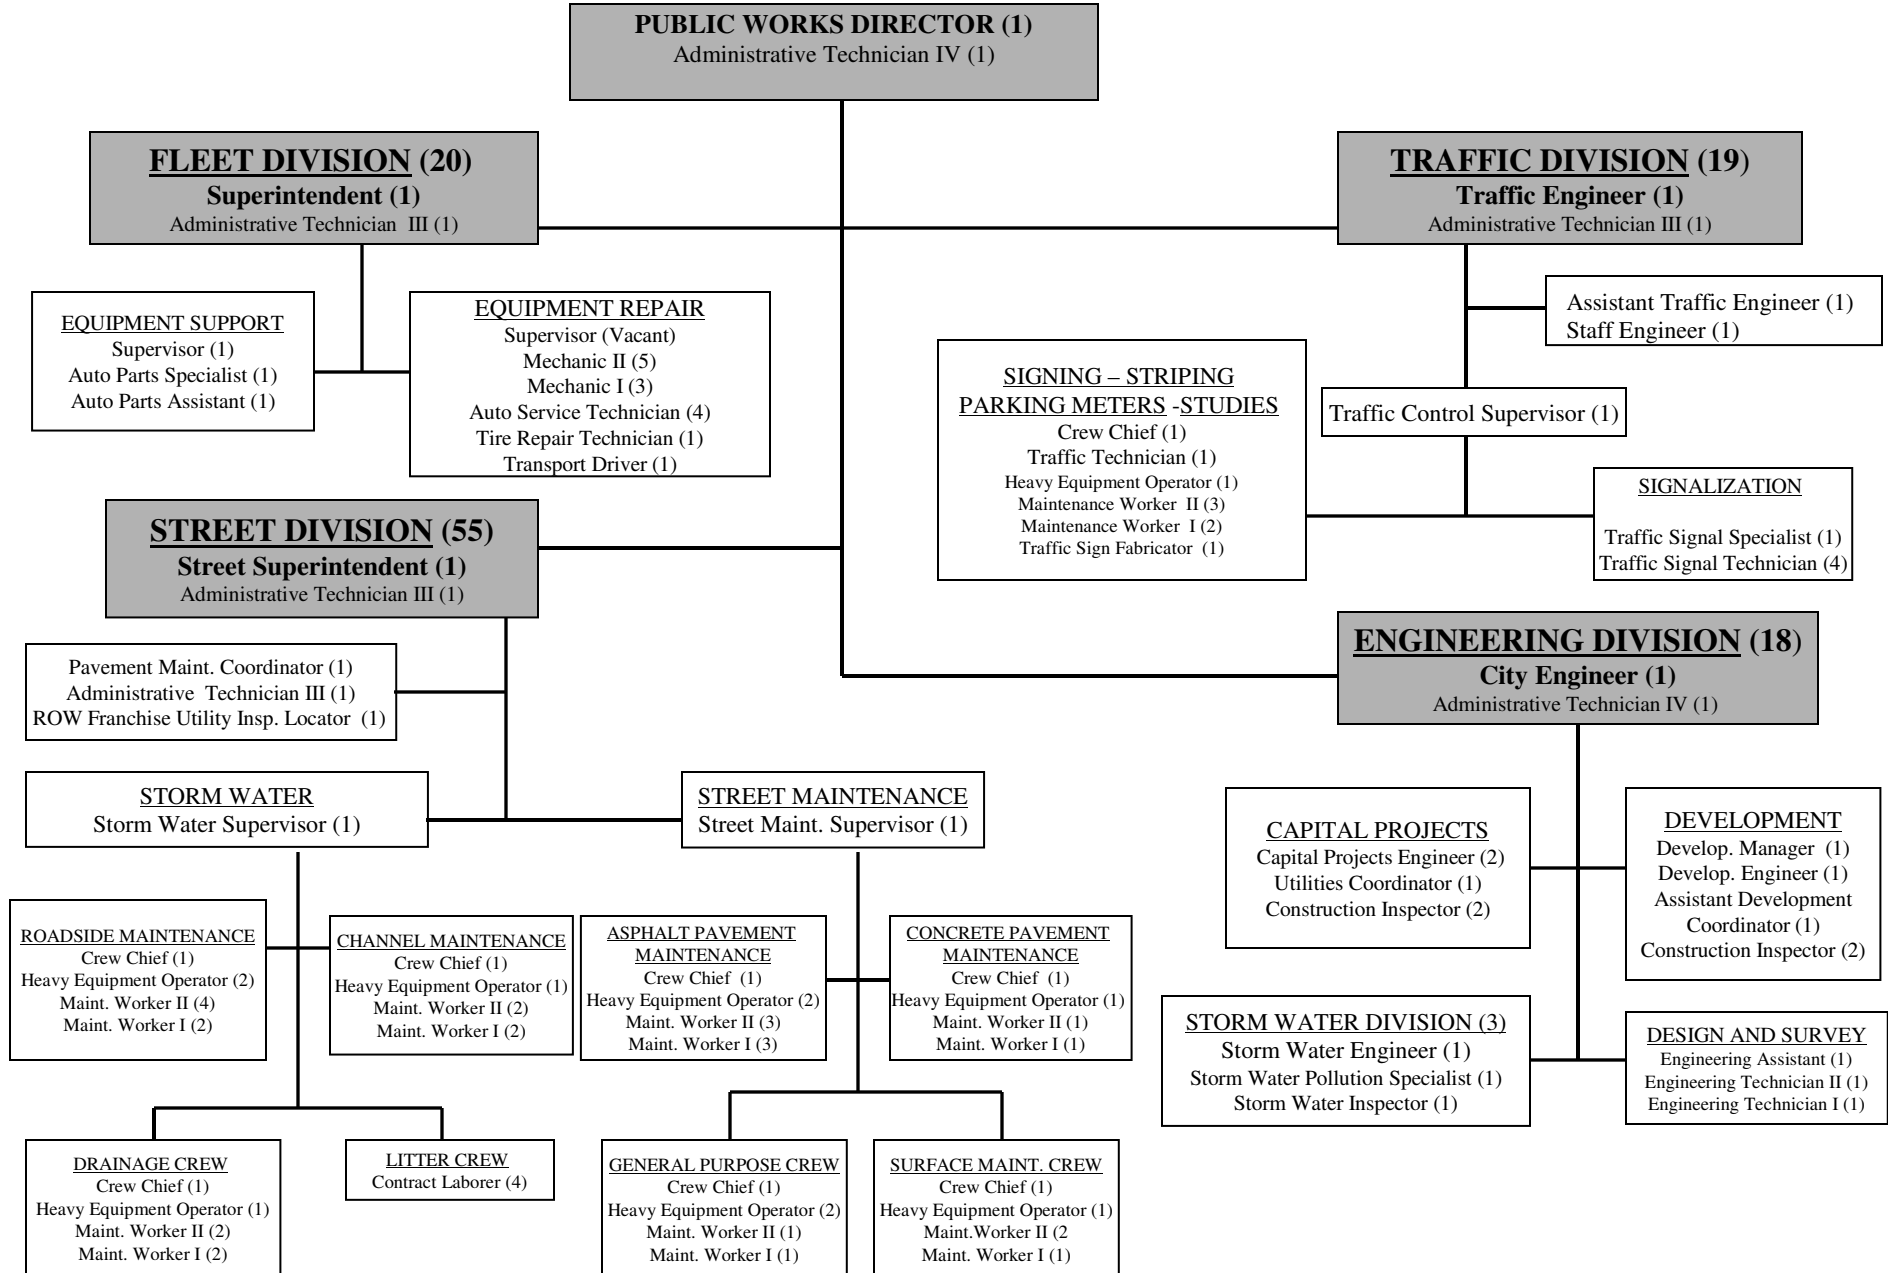 PUBLIC WORKS DIRECTOR (1)
Administrative Technician IV (1)
FLEET DIVISION (20)
Superintendent (1)
Administrative Technician III (1)
TRAFFIC DIVISION (19)
Traffic Engineer (1)
Administrative Technician III (1)
EQUIPMENT SUPPORT
Supervisor (1)
Auto Parts Specialist (1)
Auto Parts Assistant (1)
EQUIPMENT REPAIR
Supervisor (Vacant)
Mechanic II (5)
Mechanic I (3)
Auto Service Technician (4)
Tire Repair Technician (1)
Transport Driver (1)
Assistant Traffic Engineer (1)
Staff Engineer (1)
SIGNING – STRIPING
PARKING METERS -STUDIES
Crew Chief (1)
Traffic Technician (1)
Heavy Equipment Operator (1)
Maintenance Worker II (3)
Maintenance Worker I (2)
Traffic Sign Fabricator (1)
Traffic Control Supervisor (1)
SIGNALIZATION
Traffic Signal Specialist (1)
Traffic Signal Technician (4)
STREET DIVISION (55)
Street Superintendent (1)
Administrative Technician III (1)
Pavement Maint. Coordinator (1)
Administrative Technician III (1)
ROW Franchise Utility Insp. Locator (1)
ENGINEERING DIVISION (18)
City Engineer (1)
Administrative Technician IV (1)
STORM WATER
Storm Water Supervisor (1)
STREET MAINTENANCE
Street Maint. Supervisor (1)
CAPITAL PROJECTS
Capital Projects Engineer (2)
Utilities Coordinator (1)
Construction Inspector (2)
DEVELOPMENT
Develop. Manager (1)
Develop. Engineer (1)
Assistant Development
Coordinator (1)
Construction Inspector (2)
ROADSIDE MAINTENANCE
Crew Chief (1)
Heavy Equipment Operator (2)
Maint. Worker II (4)
Maint. Worker I (2)
CHANNEL MAINTENANCE
Crew Chief (1)
Heavy Equipment Operator (1)
Maint. Worker II (2)
Maint. Worker I (2)
ASPHALT PAVEMENT
MAINTENANCE
Crew Chief (1)
Heavy Equipment Operator (2)
Maint. Worker II (3)
Maint. Worker I (3)
CONCRETE PAVEMENT
MAINTENANCE
Crew Chief (1)
Heavy Equipment Operator (1)
Maint. Worker II (1)
Maint. Worker I (1)
STORM WATER DIVISION (3)
Storm Water Engineer (1)
Storm Water Pollution Specialist (1)
Storm Water Inspector (1)
DESIGN AND SURVEY
Engineering Assistant (1)
Engineering Technician II (1)
Engineering Technician I (1)
DRAINAGE CREW
Crew Chief (1)
Heavy Equipment Operator (1)
Maint. Worker II (2)
Maint. Worker I (2)
LITTER CREW
Contract Laborer (4)
GENERAL PURPOSE CREW
Crew Chief (1)
Heavy Equipment Operator (2)
Maint. Worker II (1)
Maint. Worker I (1)
SURFACE MAINT. CREW
Crew Chief (1)
Heavy Equipment Operator (1)
Maint.Worker II (2
Maint. Worker I (1)